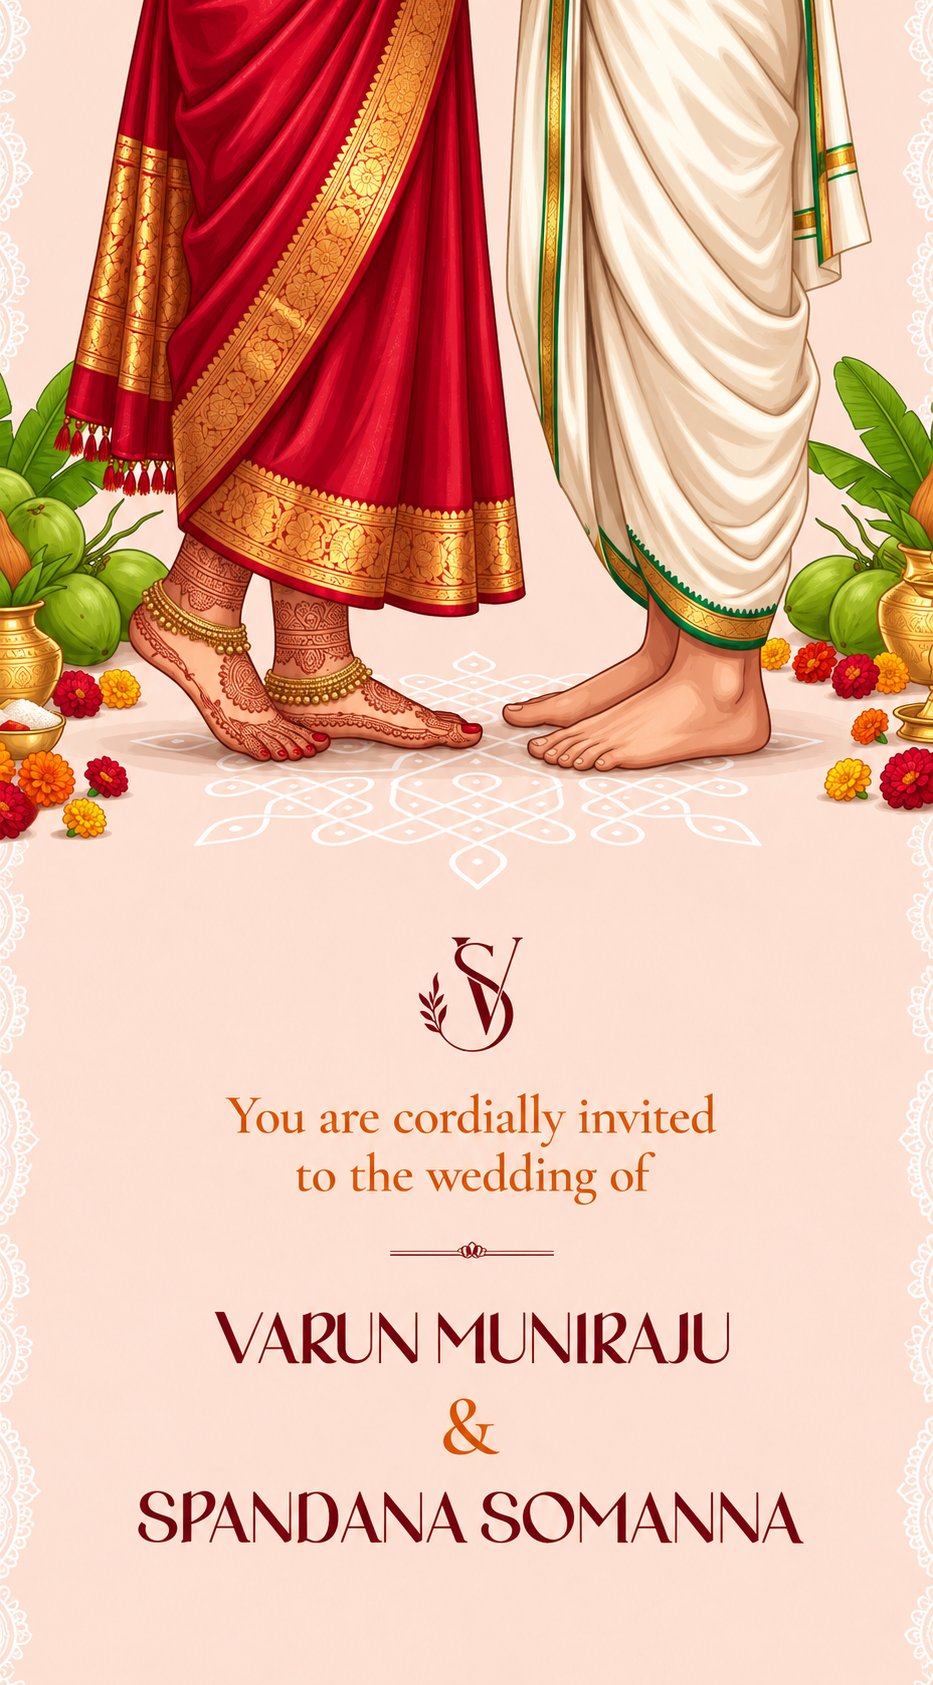 SV
You are cordially invited
to the wedding of
VARUN MUNIRAJU
&
SPANDANA SOMANNA